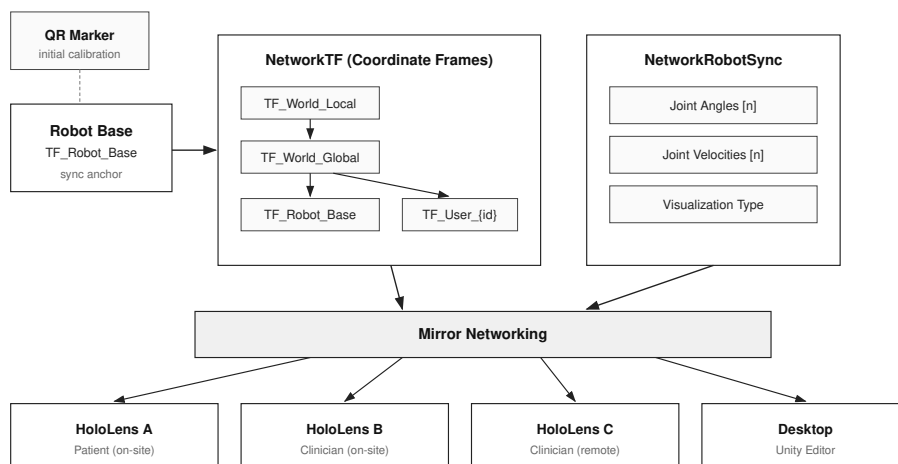 QR Marker
initial calibration
Robot Base
TF_Robot_Base
sync anchor
NetworkTF (Coordinate Frames)
TF_World_Local
TF_World_Global
TF_Robot_Base
TF_User_{id}
NetworkRobotSync
Joint Angles [n]
Joint Velocities [n]
Visualization Type
Mirror Networking
HoloLens A
Patient (on-site)
HoloLens B
Clinician (on-site)
HoloLens C
Clinician (remote)
Desktop
Unity Editor